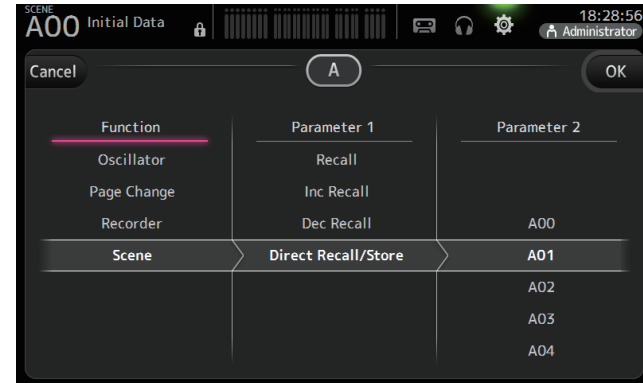 SCENE
A00 Initial Data
18:28:56
Administrator
Cancel
A
OK
Function
Parameter 1
Parameter 2
Oscillator
Recall
Page Change
Inc Recall
Recorder
Dec Recall
A00
Scene
Direct Recall/Store
A01
A02
A03
A04